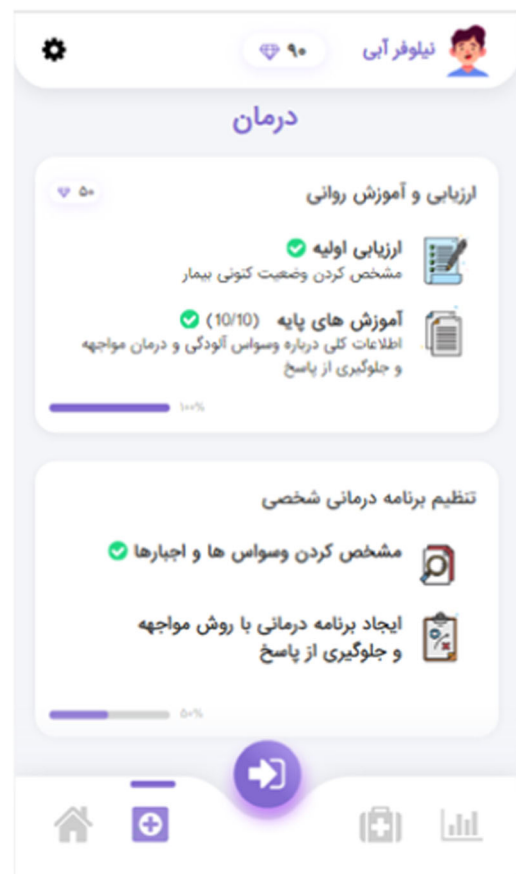 نیلوفر آبی
۹۰
درمان
ارزیابی و آموزش روانی
۵۰
ارزیابی اولیه
مشخص کردن وضعیت کنونی بیمار
آموزش های پایه (10/10)
اطلاعات کلی درباره وسواس آلودگی و درمان مواجهه
و جلوگیری از پاسخ
۱۰۰%
تنظیم برنامه درمانی شخصی
مشخص کردن وسواس ها و اجبارها
ایجاد برنامه درمانی با روش مواجهه
و جلوگیری از پاسخ
۵۰%